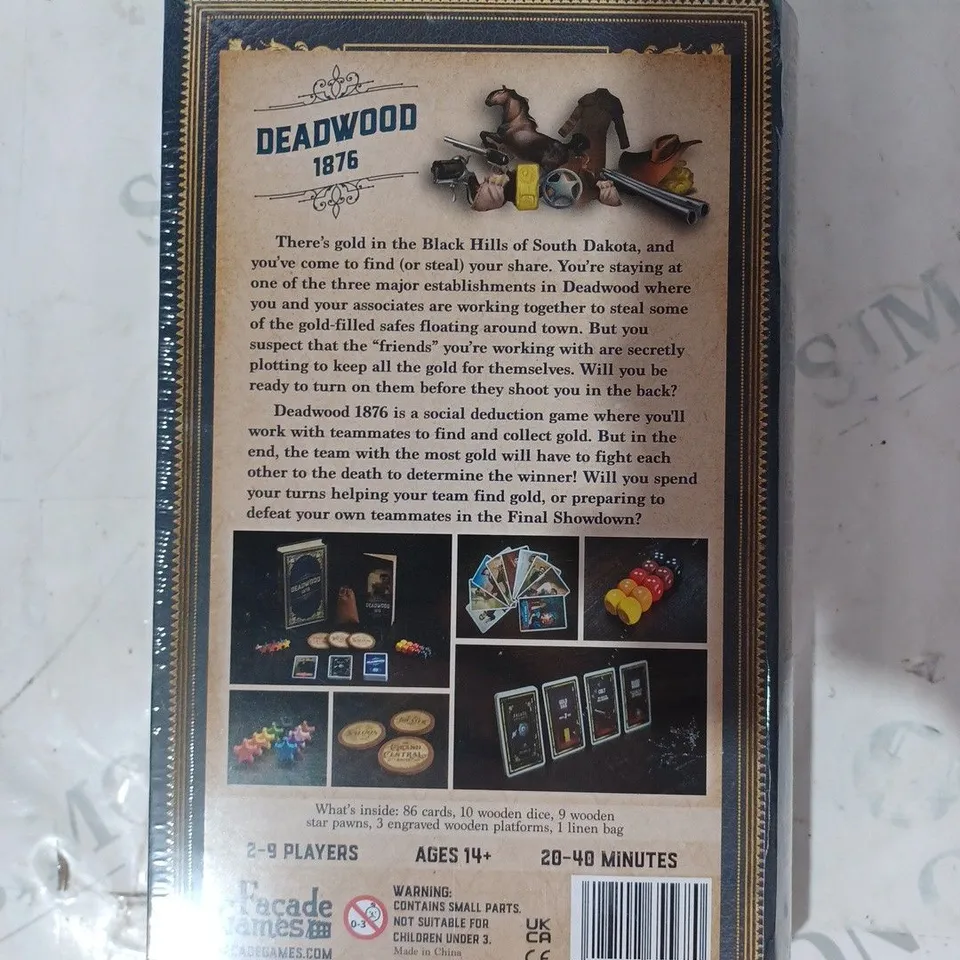 DEADWOOD
1876
There's gold in the Black Hills of South Dakota, and
you've come to find (or steal) your share. You're staying at
one of the three major establishments in Deadwood where
you and your associates are working together to steal some
of the gold-filled safes floating around town. But you
suspect that the “friends” you're working with are secretly
plotting to keep all the gold for themselves. Will you be
ready to turn on them before they shoot you in the back?
Deadwood 1876 is a social deduction game where you'll
work with teammates to find and collect gold. But in the
end, the team with the most gold will have to fight each
other to the death to determine the winner! Will you spend
your turns helping your team find gold, or preparing to
defeat your own teammates in the Final Showdown?
DEADWOOD
DEADWOOD
GRAND
CENTRAL
What's inside: 86 cards, 10 wooden dice, 9 wooden
star pawns, 3 engraved wooden platforms, 1 linen bag
2-9 PLAYERS
AGES 14+
20-40 MINUTES
Facade
Games
CADEGAMES.COM
0-3
WARNING:
CONTAINS SMALL PARTS.
NOT SUITABLE FOR
CHILDREN UNDER 3.
Made in China
UK
CA
CE